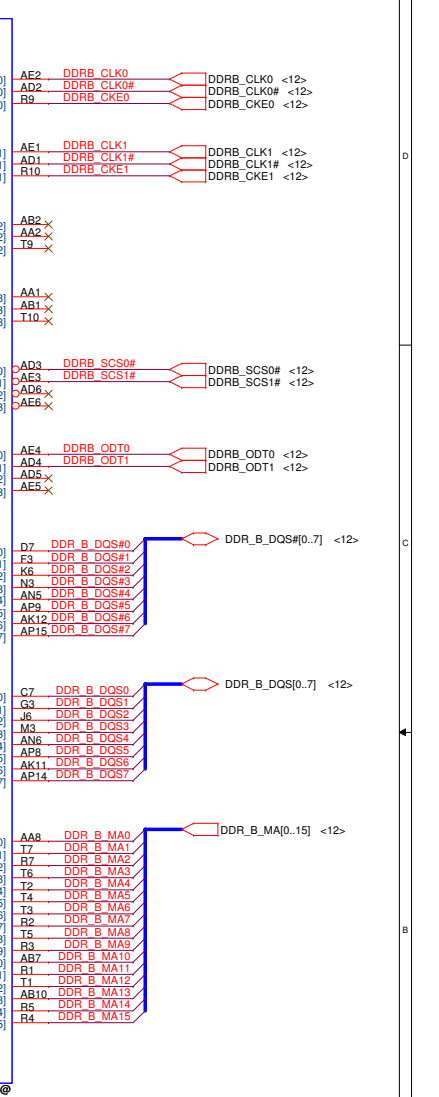 AE2 DDRB_CLK0 DDRB_CLK0 <12>
AD2 DDRB_CLK0# DDRB_CLK0# <12>
R9 DDRB_CKE0 DDRB_CKE0 <12>
AE1 DDRB_CLK1 DDRB_CLK1 <12>
AD1 DDRB_CLK1# DDRB_CLK1# <12>
R10 DDRB_CKE1 DDRB_CKE1 <12>
D
AB2
AA2
T9
AA1
AB1
T10
AD3 DDRB_SCS0# DDRB_SCS0# <12>
AE3 DDRB_SCS1# DDRB_SCS1# <12>
AD6
AE6
AE4 DDRB_ODT0 DDRB_ODT0 <12>
AD4 DDRB_ODT1 DDRB_ODT1 <12>
AD5
AE5
DDR_B_DQS#[0..7] <12>
C
D7 DDR_B_DQS#0
F3 DDR_B_DQS#1
K6 DDR_B_DQS#2
N3 DDR_B_DQS#3
AN5 DDR_B_DQS#4
AP9 DDR_B_DQS#5
AK12 DDR_B_DQS#6
AP15 DDR_B_DQS#7
DDR_B_DQS[0..7] <12>
C7 DDR_B_DQS0
G3 DDR_B_DQS1
J6 DDR_B_DQS2
M3 DDR_B_DQS3
AN6 DDR_B_DQS4
AP8 DDR_B_DQS5
AK11 DDR_B_DQS6
AP14 DDR_B_DQS7
DDR_B_MA[0..15] <12>
AA8 DDR_B_MA0
T7 DDR_B_MA1
R7 DDR_B_MA2
T6 DDR_B_MA3
T2 DDR_B_MA4
T4 DDR_B_MA5
T3 DDR_B_MA6
R2 DDR_B_MA7
T5 DDR_B_MA8
B
R3 DDR_B_MA9
AB7 DDR_B_MA10
R1 DDR_B_MA11
T1 DDR_B_MA12
AB10 DDR_B_MA13
R5 DDR_B_MA14
R4 DDR_B_MA15
@